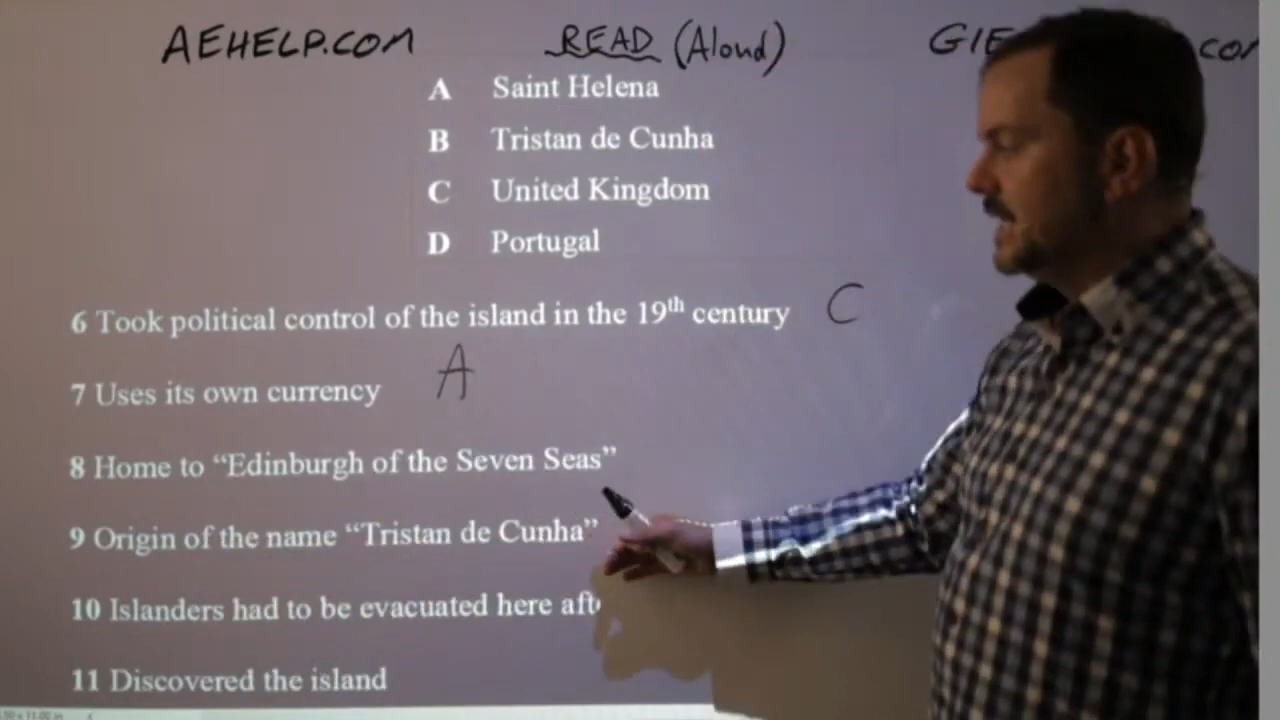 AEHELP.COM READ (Aloud) GIE
A Saint Helena
B Tristan de Cunha
C United Kingdom
D Portugal
6 Took political control of the island in the 19th century C
7 Uses its own currency A
8 Home to “Edinburgh of the Seven Seas”
9 Origin of the name “Tristan de Cunha”
10 Islanders had to be evacuated here
11 Discovered the island